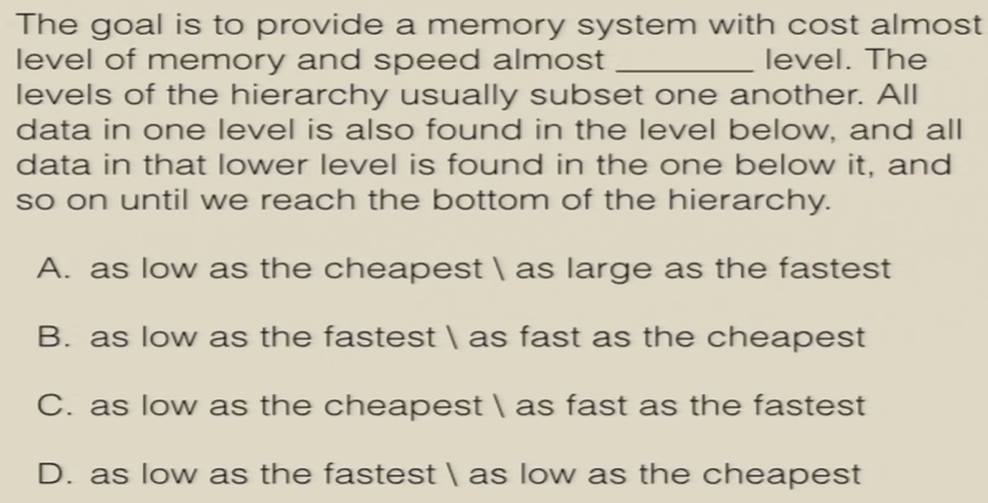 The goal is to provide a memory system with cost almost
level of memory and speed almost ________ level. The
levels of the hierarchy usually subset one another. All
data in one level is also found in the level below, and all
data in that lower level is found in the one below it, and
so on until we reach the bottom of the hierarchy.
A. as low as the cheapest \ as large as the fastest
B. as low as the fastest \ as fast as the cheapest
C. as low as the cheapest \ as fast as the fastest
D. as low as the fastest \ as low as the cheapest